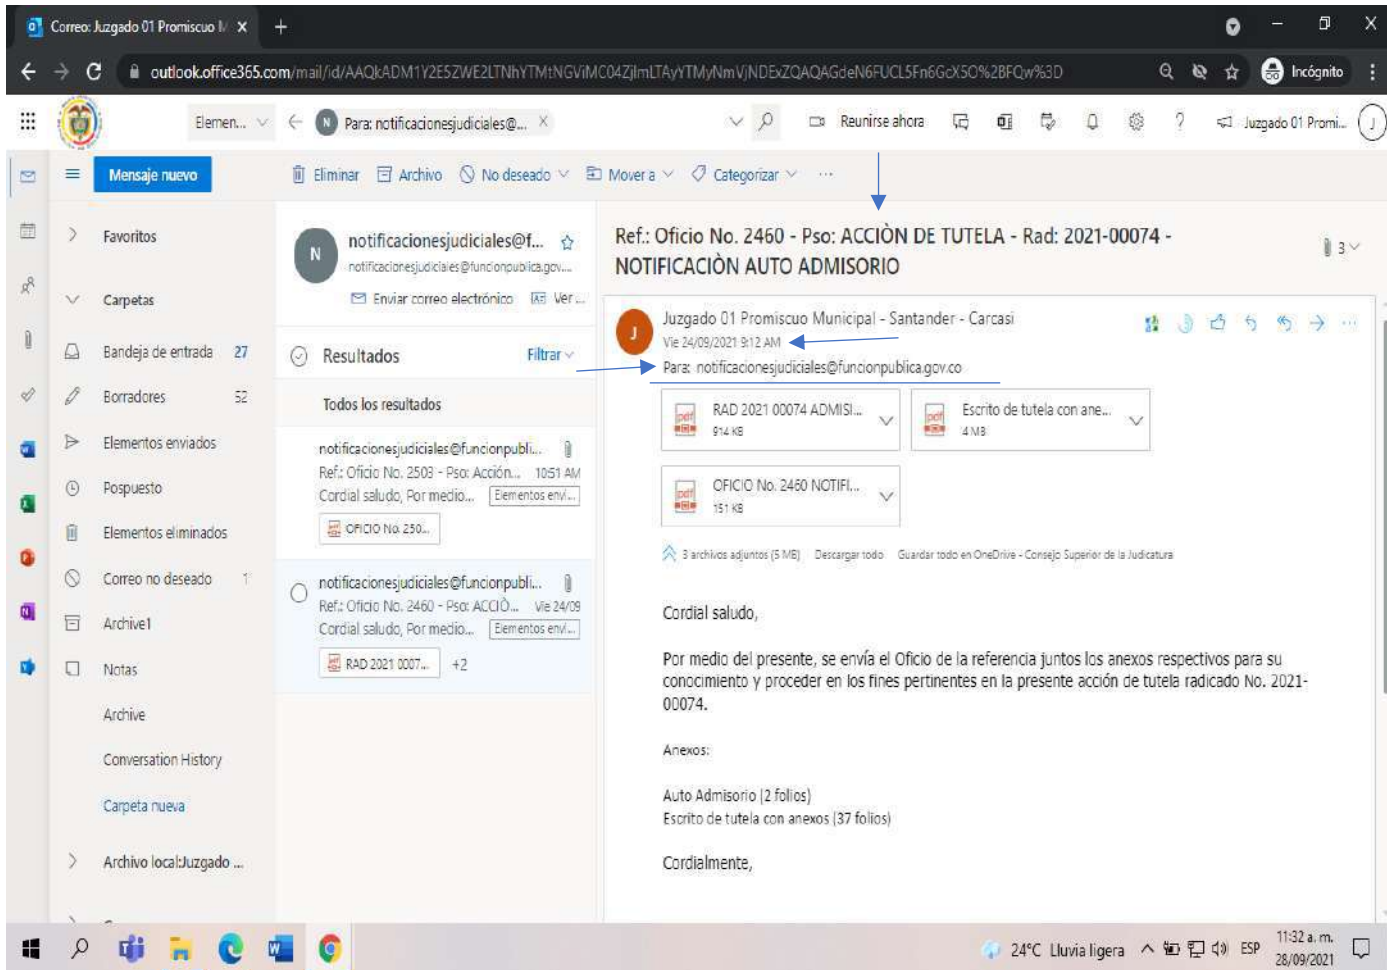 Correo: Juzgado 01 Promiscuo M
outlook.office365.com/mail/id/AAQkADM1Y2E5ZWE2LTNhYTMtNGViMC04ZjlmLTAyYTMyNmVjNDExZQAQAGdeN6FUCL5Fn6GcX5O%2BFQw%3D
Incógnito
Elemen...
N Para: notificacionesjudiciales@...
Reunirse ahora
Juzgado 01 Promi...
J
Mensaje nuevo
Eliminar Archivo No deseado Mover a Categorizar ...
Favoritos
Carpetas
Bandeja de entrada 27
Borradores 52
Elementos enviados
Pospuesto
Elementos eliminados
Correo no deseado 1
Archive1
Notas
Archive
Conversation History
Carpeta nueva
Archivo local:Juzgado ...
N
notificacionesjudiciales@f...
notificacionesjudiciales@funcionpublica.gov....
Enviar correo electrónico Ver ...
Resultados Filtrar
Todos los resultados
notificacionesjudiciales@funcionpubli...
Ref.: Oficio No. 2503 - Pso: Acción... 10:51 AM
Cordial saludo, Por medio... Elementos envi...
OFICIO No. 250...
notificacionesjudiciales@funcionpubli...
Ref.: Oficio No. 2460 - Pso: ACCIÒ... Vie 24/09
Cordial saludo, Por medio... Elementos envi...
RAD 2021 0007... +2
Ref.: Oficio No. 2460 - Pso: ACCIÒN DE TUTELA - Rad: 2021-00074 -
NOTIFICACIÒN AUTO ADMISORIO
3
J
Juzgado 01 Promiscuo Municipal - Santander - Carcasi
Vie 24/09/2021 9:12 AM
Para: notificacionesjudiciales@funcionpublica.gov.co
pdf RAD 2021 00074 ADMISI...
914 KB
pdf Escrito de tutela con ane...
4 MB
pdf OFICIO No. 2460 NOTIFI...
151 KB
3 archivos adjuntos (5 MB) Descargar todo Guardar todo en OneDrive - Consejo Superior de la Judicatura
Cordial saludo,
Por medio del presente, se envía el Oficio de la referencia juntos los anexos respectivos para su
conocimiento y proceder en los fines pertinentes en la presente acción de tutela radicado No. 2021-
00074.
Anexos:
Auto Admisorio (2 folios)
Escrito de tutela con anexos (37 folios)
Cordialmente,
24°C Lluvia ligera
ESP
11:32 a. m.
28/09/2021